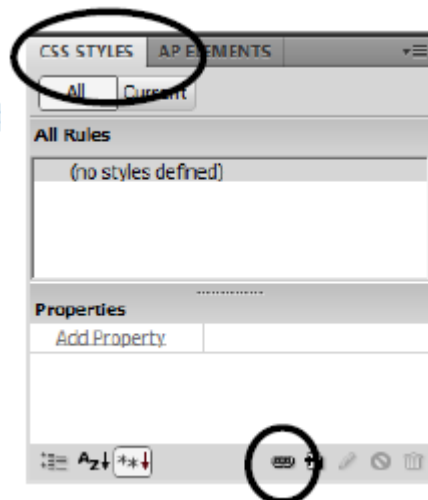 CSS STYLES AP ELEMENTS
All Current
All Rules
(no styles defined)
Properties
Add Property